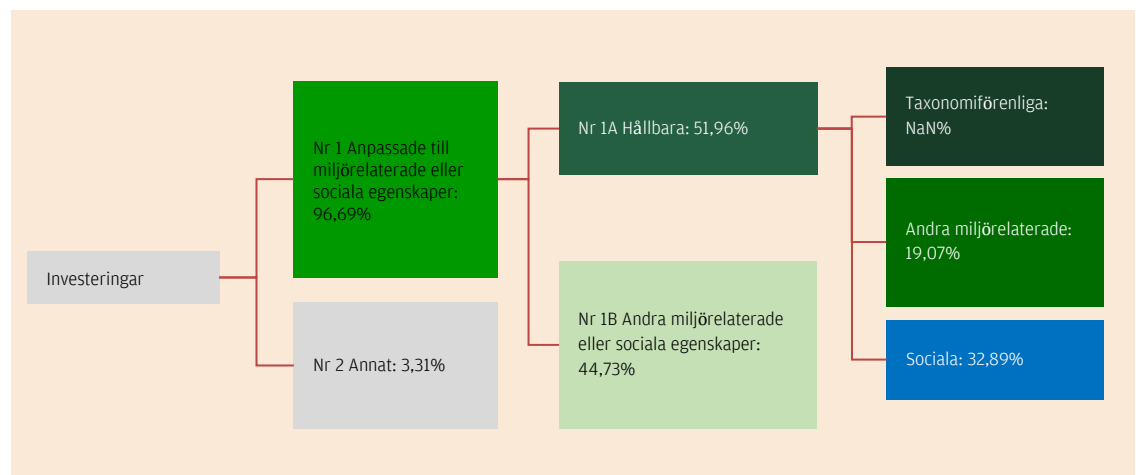 Investeringar
Nr 1 Anpassade till
miljörelaterade eller
sociala egenskaper:
96,69%
Nr 2 Annat: 3,31%
Nr 1A Hållbara: 51,96%
Nr 1B Andra miljörelaterade
eller sociala egenskaper:
44,73%
Taxonomiförenliga:
NaN%
Andra miljörelaterade:
19,07%
Sociala: 32,89%